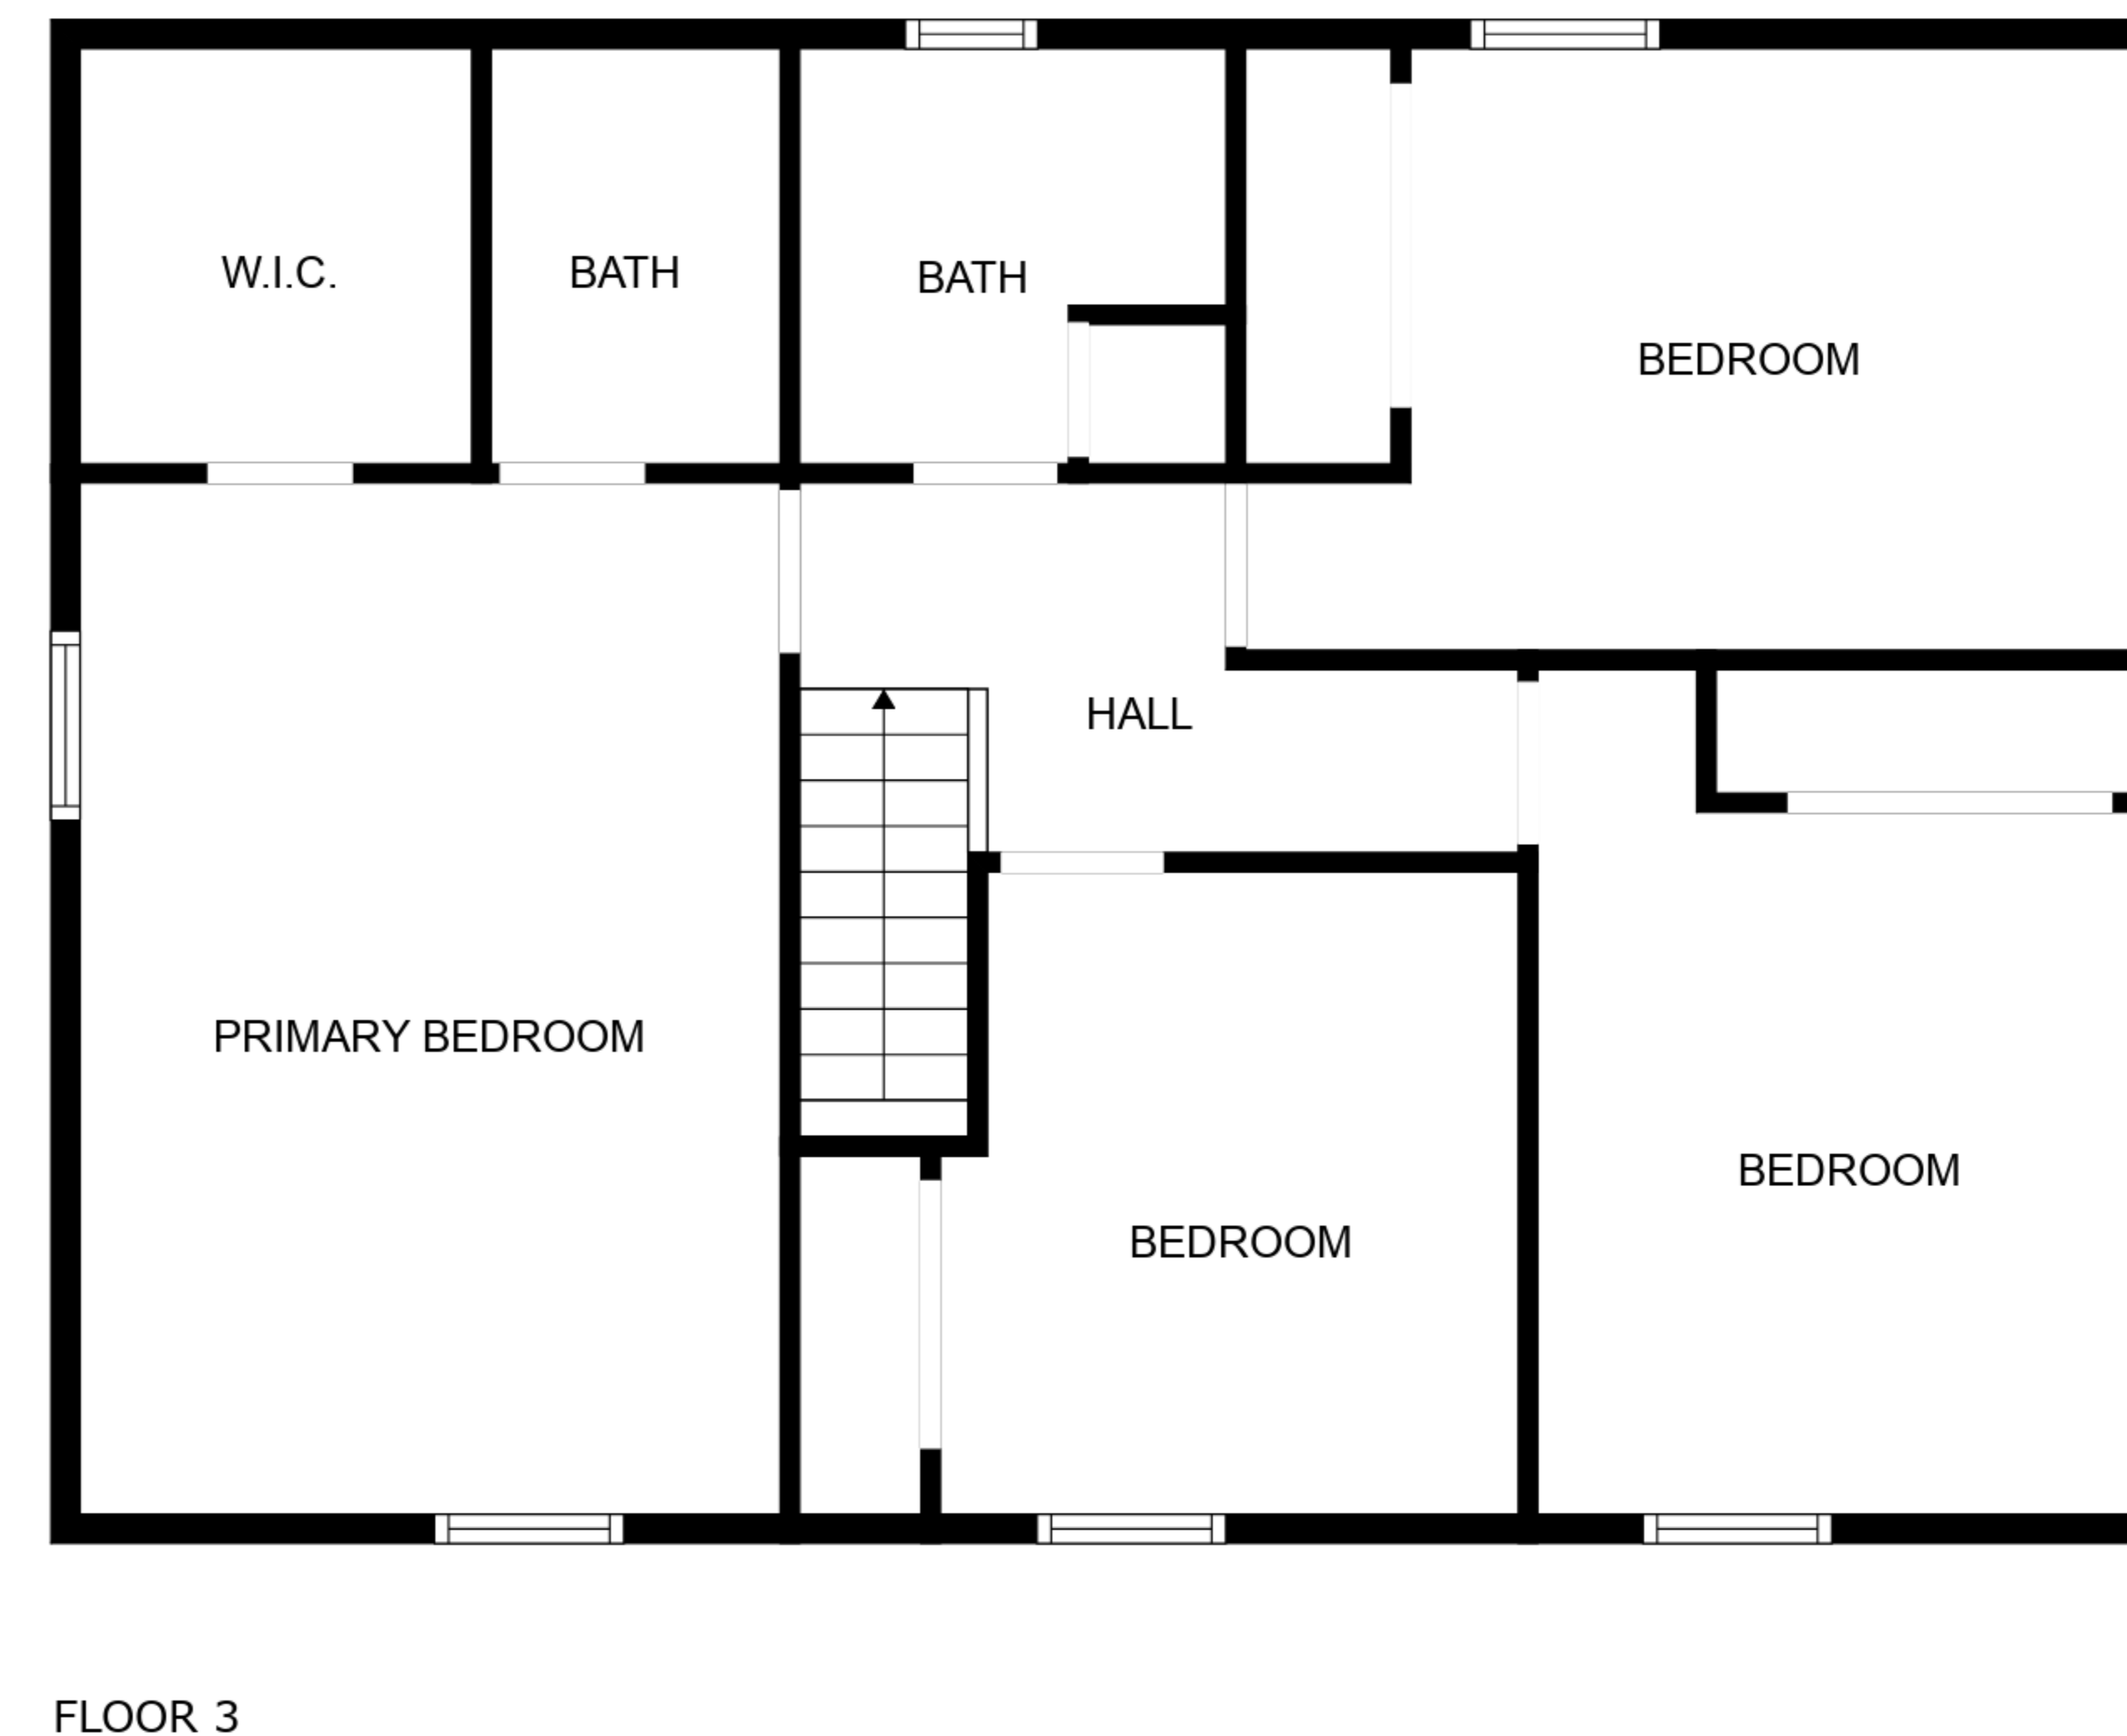 W.I.C.
BATH
BATH
BEDROOM
HALL
PRIMARY BEDROOM
BEDROOM
BEDROOM
FLOOR 3